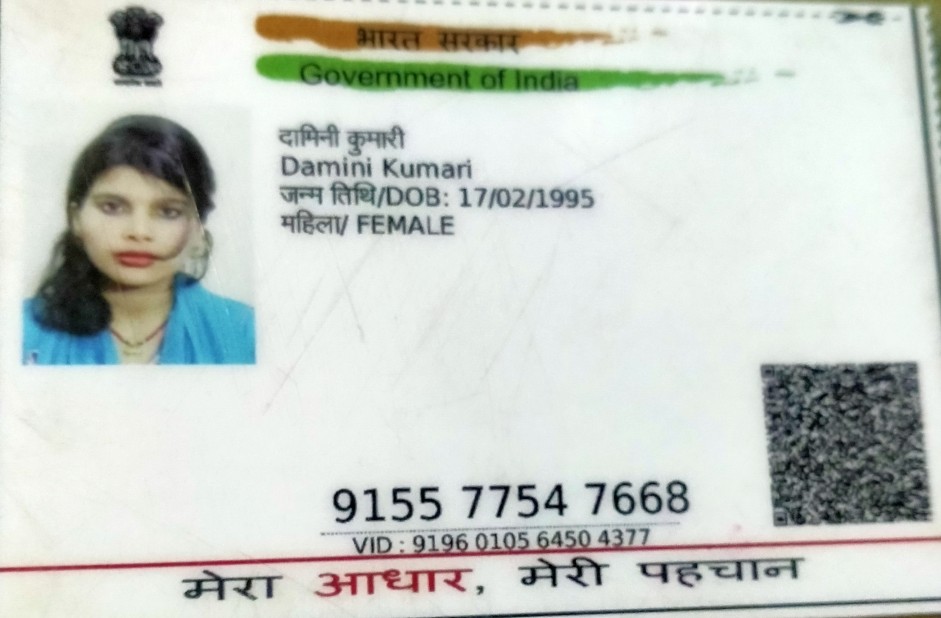 भारत सरकार
Government of India
दामिनी कुमारी
Damini Kumari
जन्म तिथि/DOB: 17/02/1995
महिला/ FEMALE
9155 7754 7668
VID : 9196 0105 6450 4377
मेरा आधार, मेरी पहचान